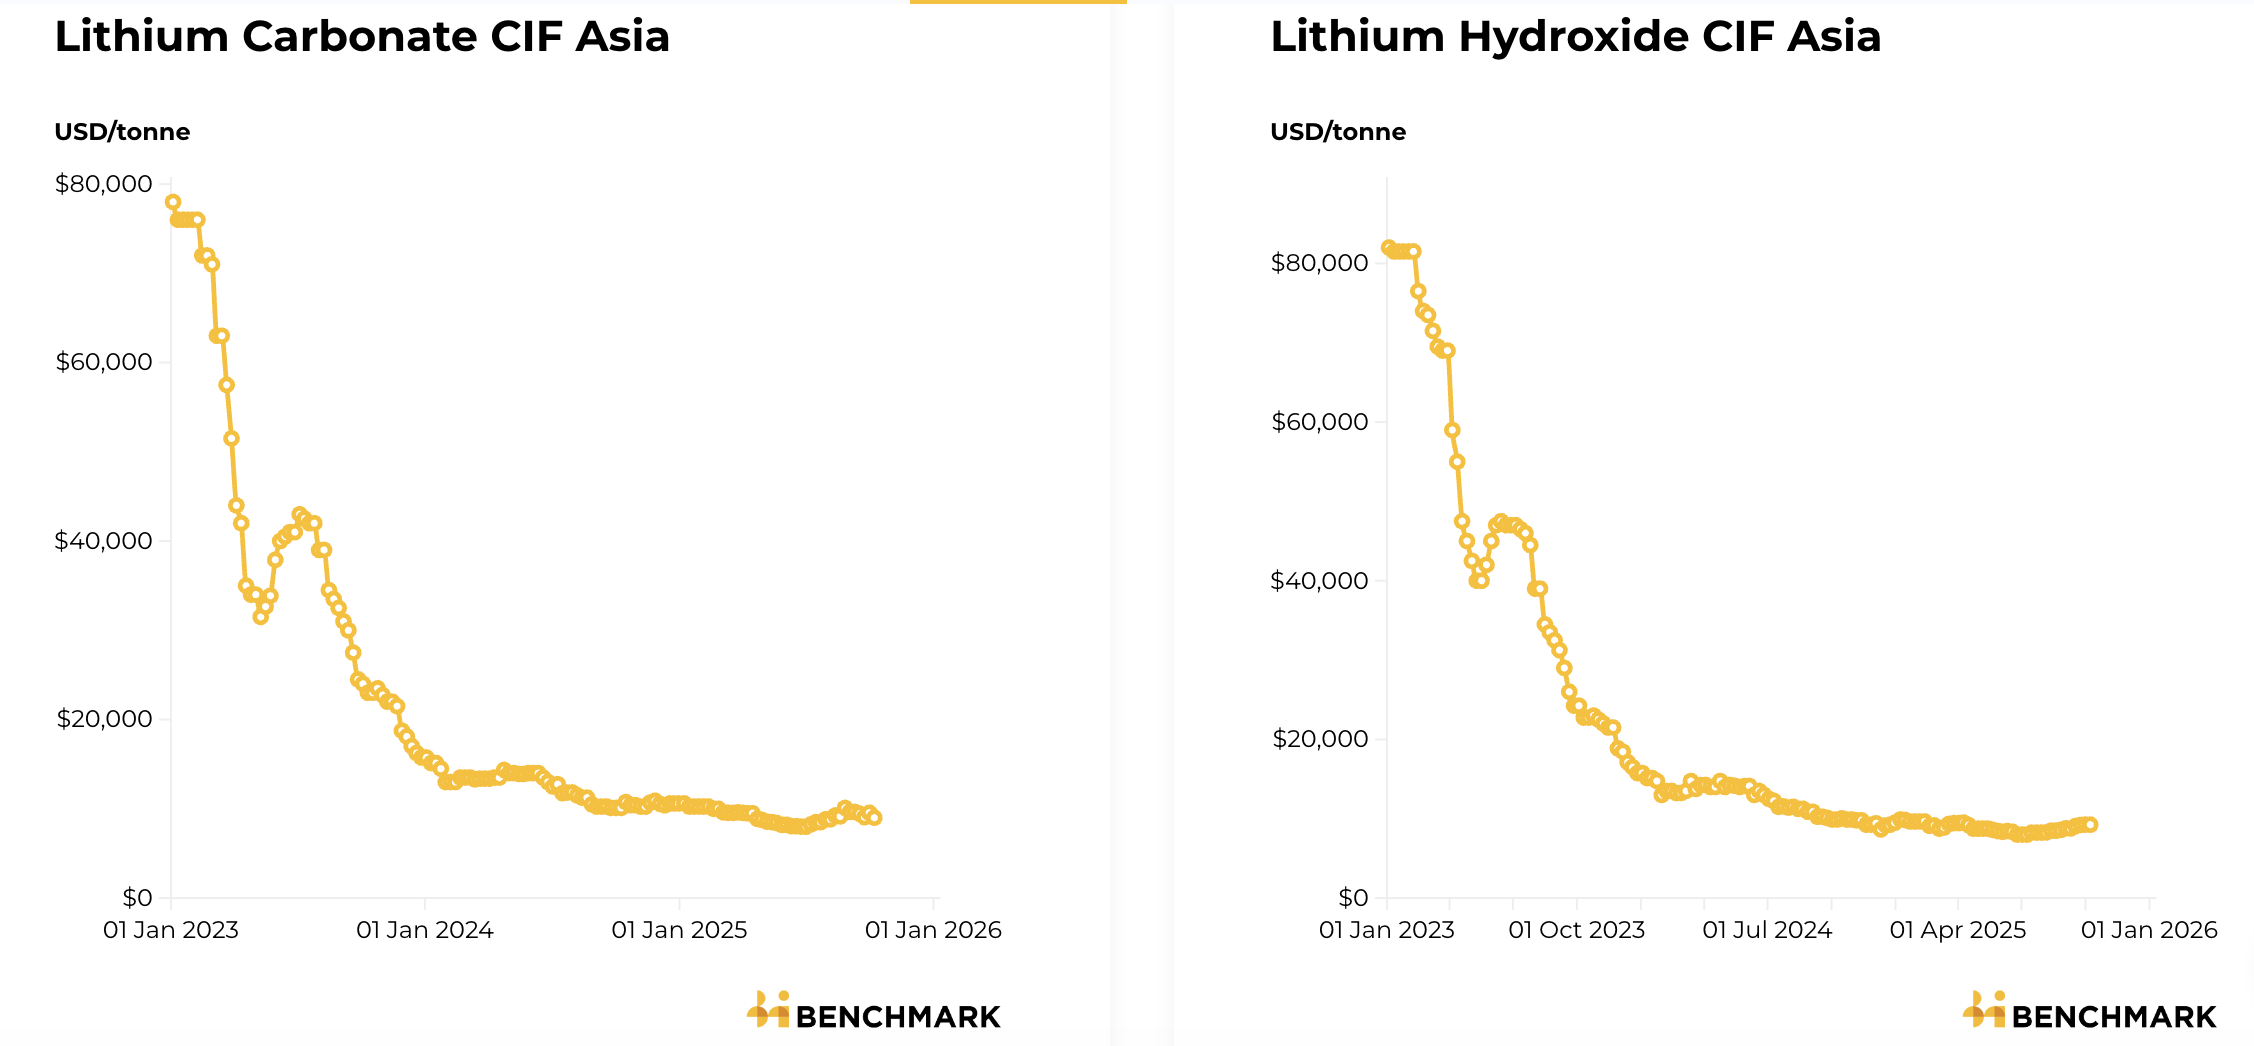 Lithium Carbonate CIF Asia
USD/tonne
$80,000
$60,000
$40,000
$20,000
$0
01 Jan 2023
01 Jan 2024
01 Jan 2025
01 Jan 2026
BENCHMARK
Lithium Hydroxide CIF Asia
USD/tonne
$80,000
$60,000
$40,000
$20,000
$0
01 Jan 2023
01 Oct 2023
01 Jul 2024
01 Apr 2025
01 Jan 2026
BENCHMARK